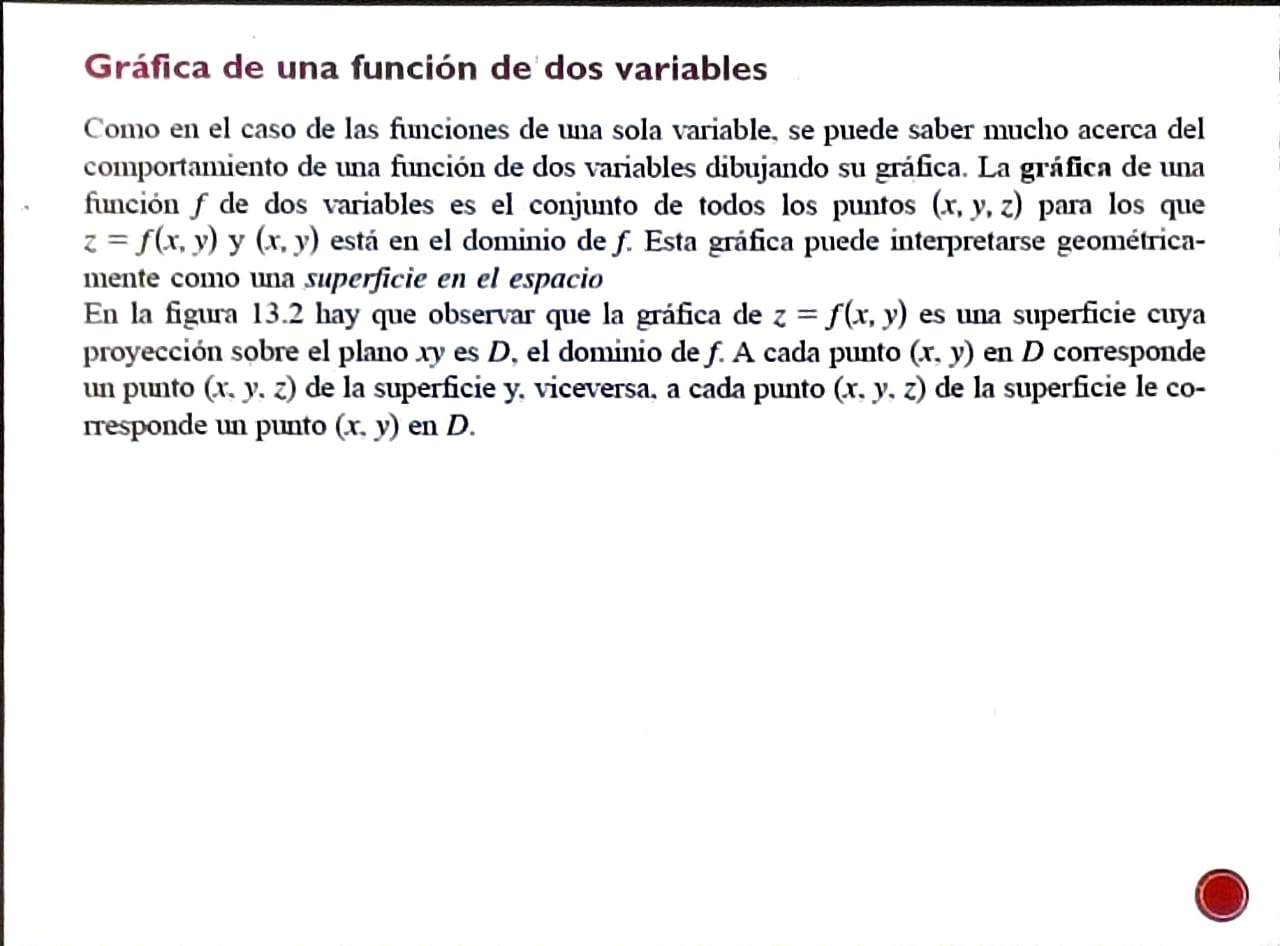 Gráfica de una función de dos variables
Como en el caso de las funciones de una sola variable, se puede saber mucho acerca del
comportamiento de una función de dos variables dibujando su gráfica. La gráfica de una
función f de dos variables es el conjunto de todos los puntos (x, y, z) para los que
z = f(x, y) y (x, y) está en el dominio de f. Esta gráfica puede interpretarse geométrica-
mente como una superficie en el espacio
En la figura 13.2 hay que observar que la gráfica de z = f(x, y) es una superficie cuya
proyección sobre el plano xy es D, el dominio de f. A cada punto (x, y) en D corresponde
un punto (x, y, z) de la superficie y, viceversa, a cada punto (x, y, z) de la superficie le co-
rresponde un punto (x, y) en D.